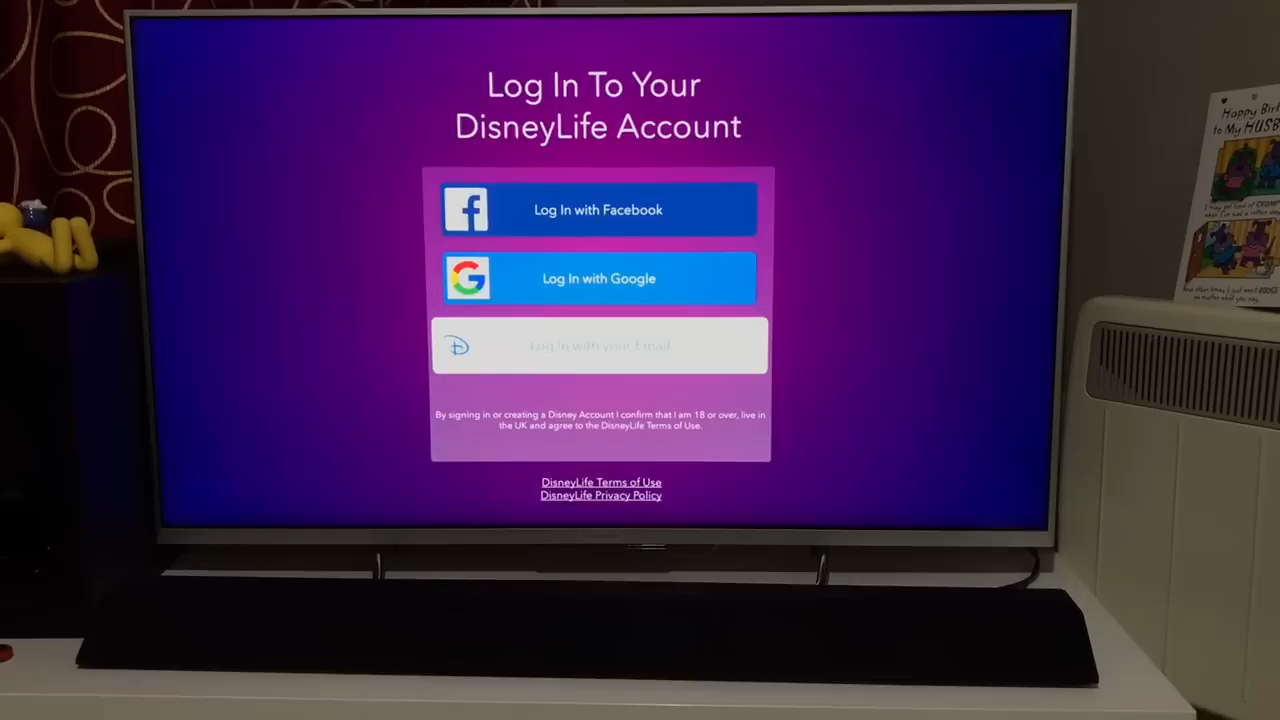 Log In To Your
DisneyLife Account
Log In with Facebook
Log In with Google
Log In with your Email
By signing in or creating a Disney Account I confirm that I am 18 or over, live in
the UK and agree to the DisneyLife Terms of Use.
DisneyLife Terms of Use
DisneyLife Privacy Policy
Happy Bir
to My HUSB